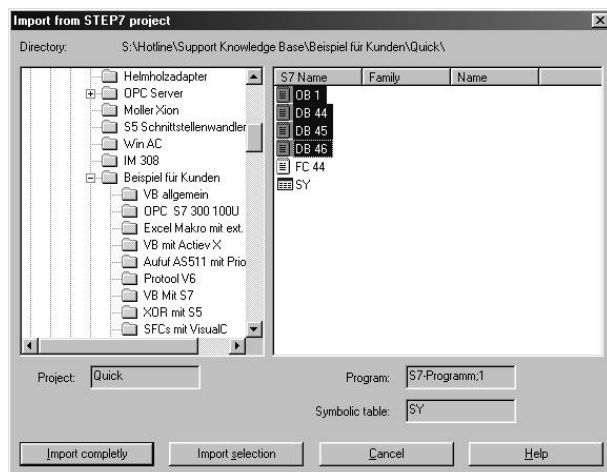 Import from STEP7 project
Directory: S:\Hotline\Support Knowledge Base\Beispiel für Kunden\Quick\
Helmholzadapter
OPC Server
Moller Xion
S5 Schnittstellenwandler
Win AC
IM 308
Beispiel für Kunden
VB allgemein
OPC S7 300 100U
Excel Makro mit ext.
VB mit Actiev X
Aufuf AS511 mit Prio
Protool V6
VB Mit S7
XOR mit S5
SFCs mit VisualC
S7 Name Family Name
OB 1
DB 44
DB 45
DB 46
FC 44
SY
Project: Quick
Program: S7-Programm;1
Symbolic table: SY
Import completly Import selection Cancel Help